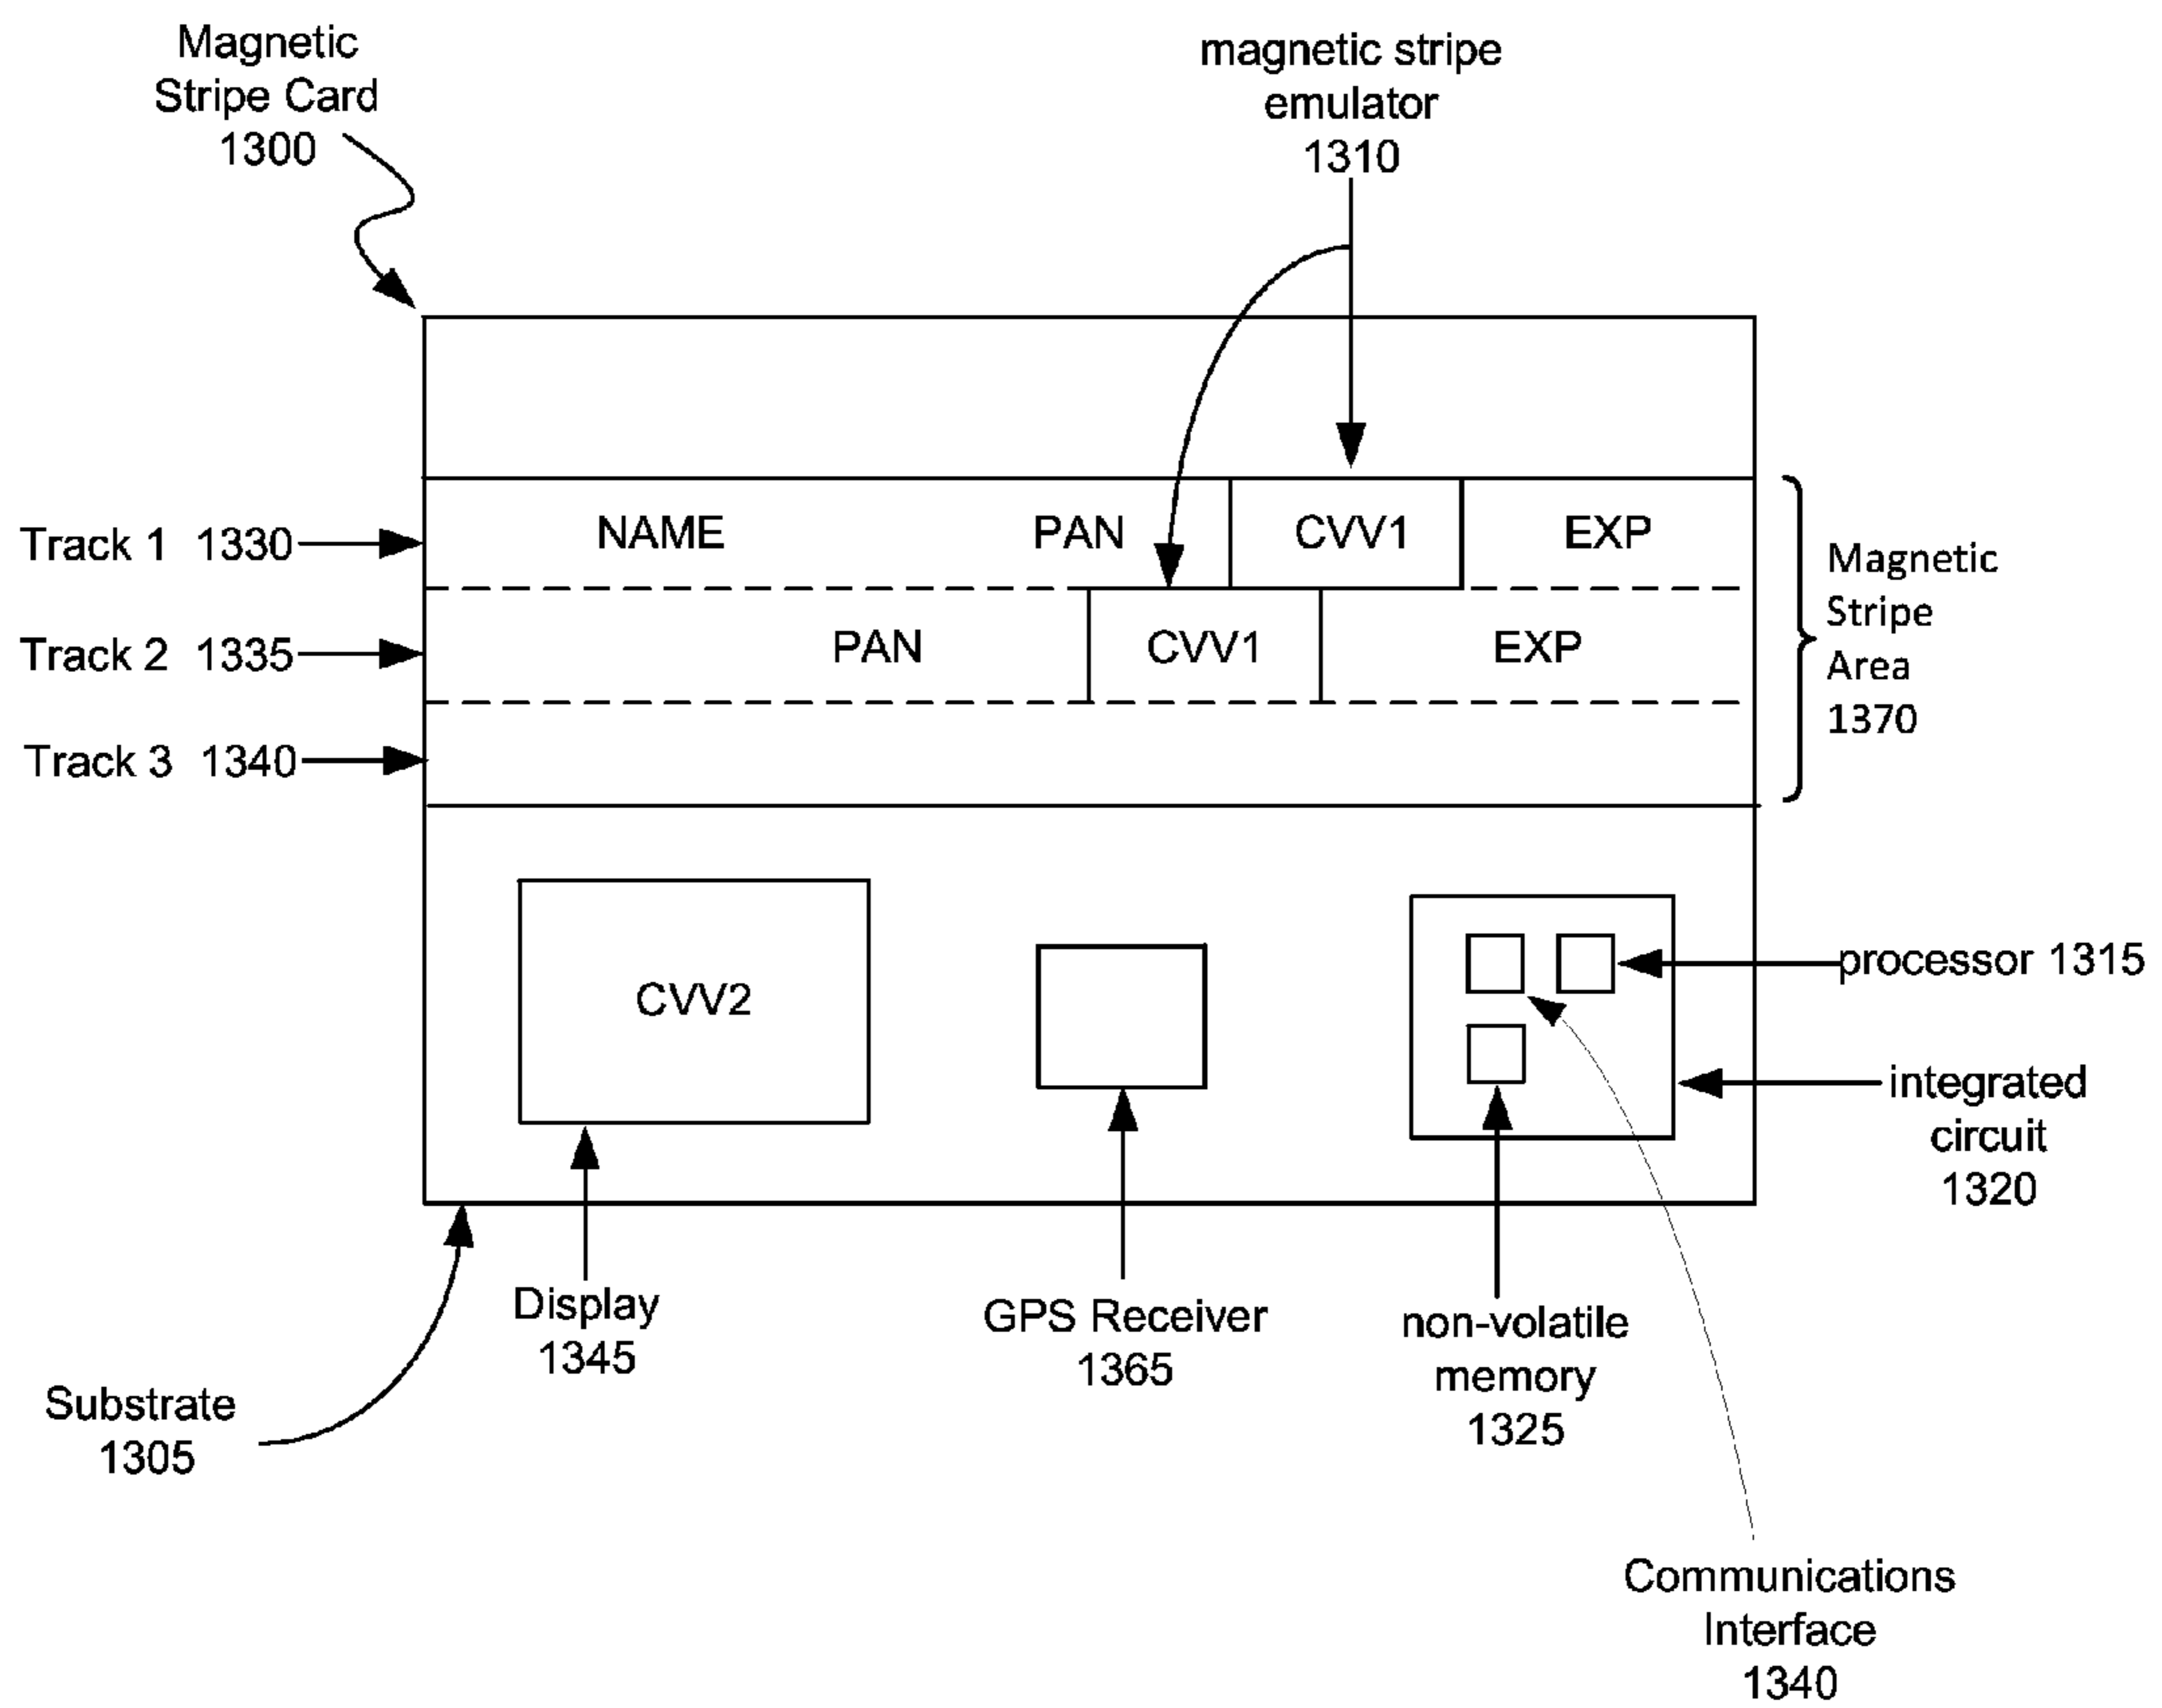 Magnetic
Stripe Card
1300
magnetic stripe
emulator
1310
Track 1 1330
NAME PAN CVV1 EXP
Track 2 1335
PAN CVV1 EXP
Track 3 1340
Magnetic
Stripe
Area
1370
CVV2
processor 1315
integrated
circuit
1320
Display
1345
GPS Receiver
1365
non-volatile
memory
1325
Substrate
1305
Communications
Interface
1340